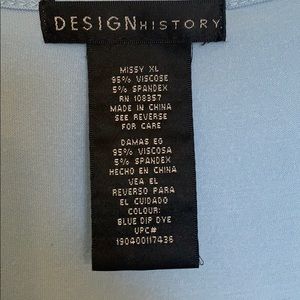 DESIGN HISTORY
MISSY XL
95% VISCOSE
5% SPANDEX
RN 108357
MADE IN CHINA
SEE REVERSE
FOR CARE
DAMAS EG
95% VISCOSA
5% SPANDEX
HECHO EN CHINA
VEA EL
REVERSO PARA
EL CUIDADO
COLOUR:
BLUE DIP DYE
UPC#
190400117436